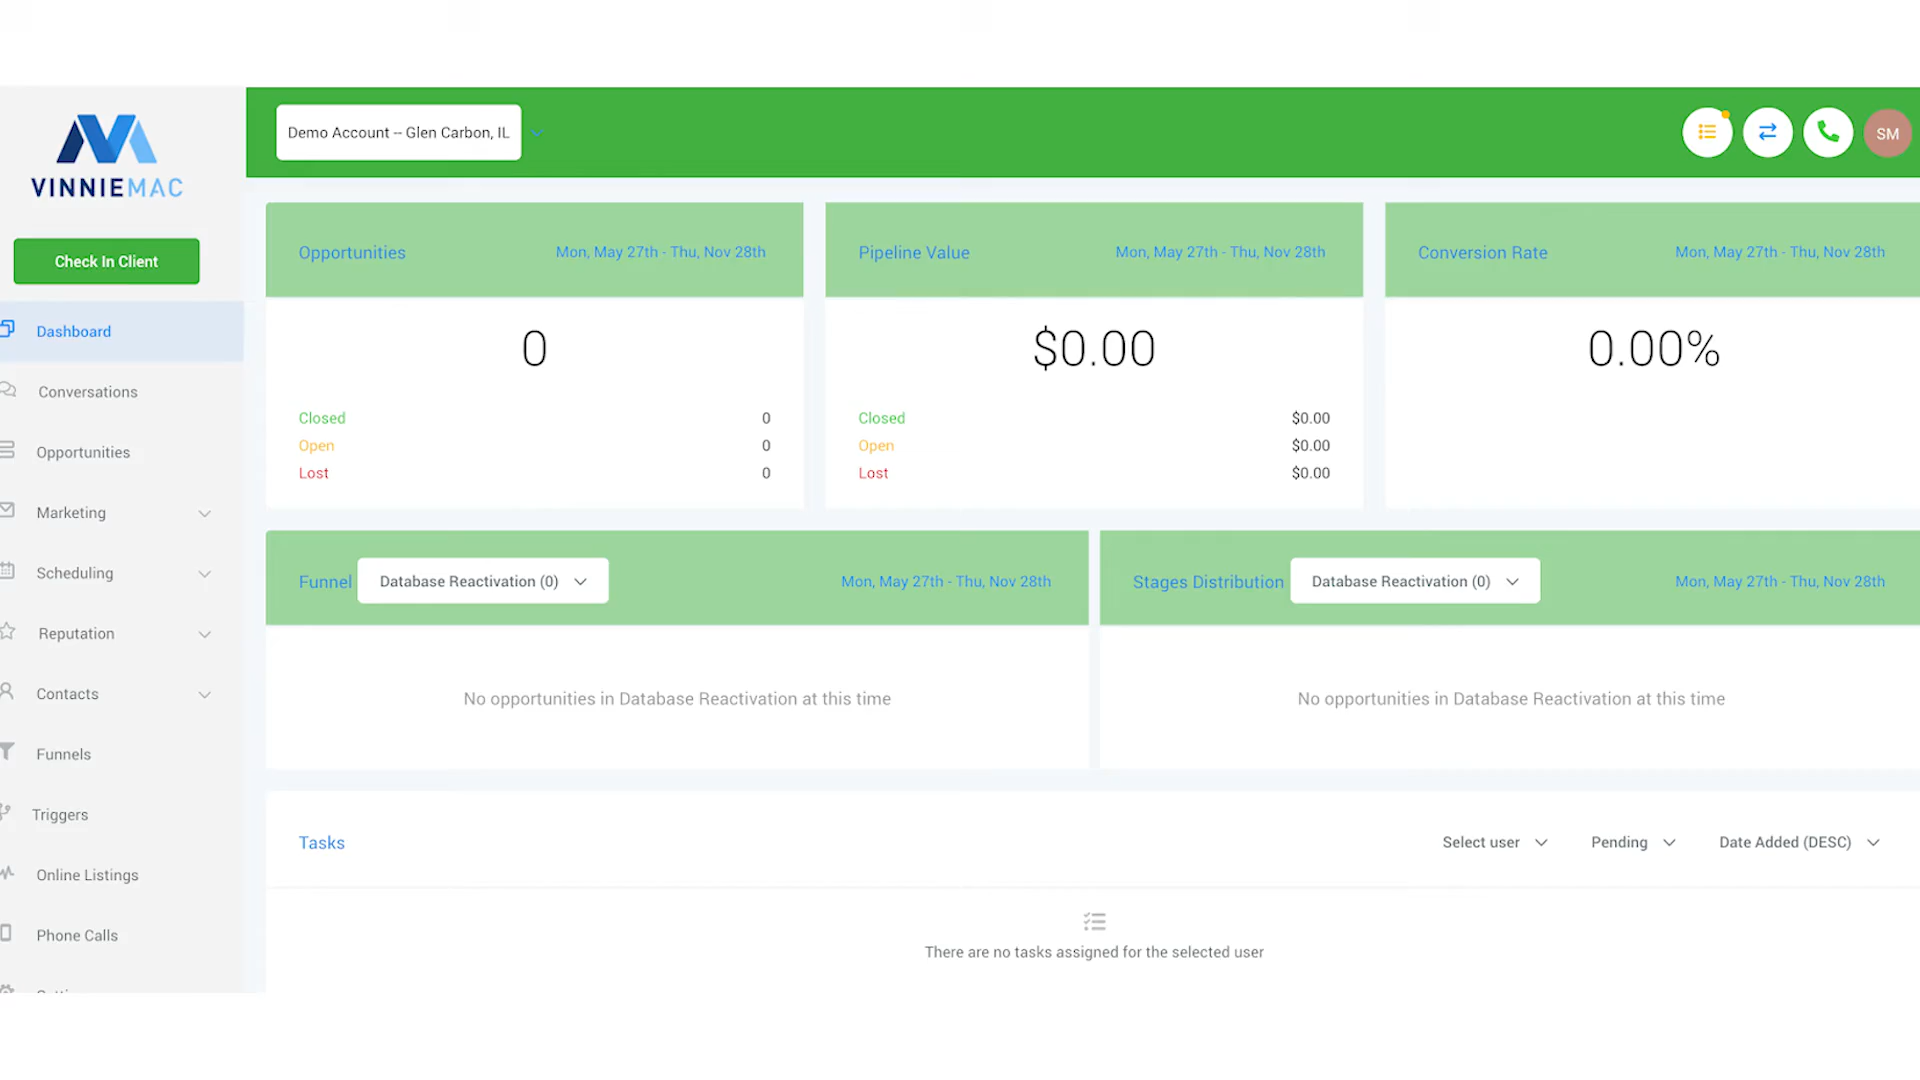 VINNIEMAC
Check In Client
Dashboard
Conversations
Opportunities
Marketing
Scheduling
Reputation
Contacts
Funnels
Triggers
Online Listings
Phone Calls
Demo Account -- Glen Carbon, IL
SM
Opportunities Mon, May 27th - Thu, Nov 28th
0
Closed 0
Open 0
Lost 0
Pipeline Value Mon, May 27th - Thu, Nov 28th
$0.00
Closed $0.00
Open $0.00
Lost $0.00
Conversion Rate Mon, May 27th - Thu, Nov 28th
0.00%
Funnel Database Reactivation (0) Mon, May 27th - Thu, Nov 28th
No opportunities in Database Reactivation at this time
Stages Distribution Database Reactivation (0) Mon, May 27th - Thu, Nov 28th
No opportunities in Database Reactivation at this time
Tasks Select user Pending Date Added (DESC)
There are no tasks assigned for the selected user